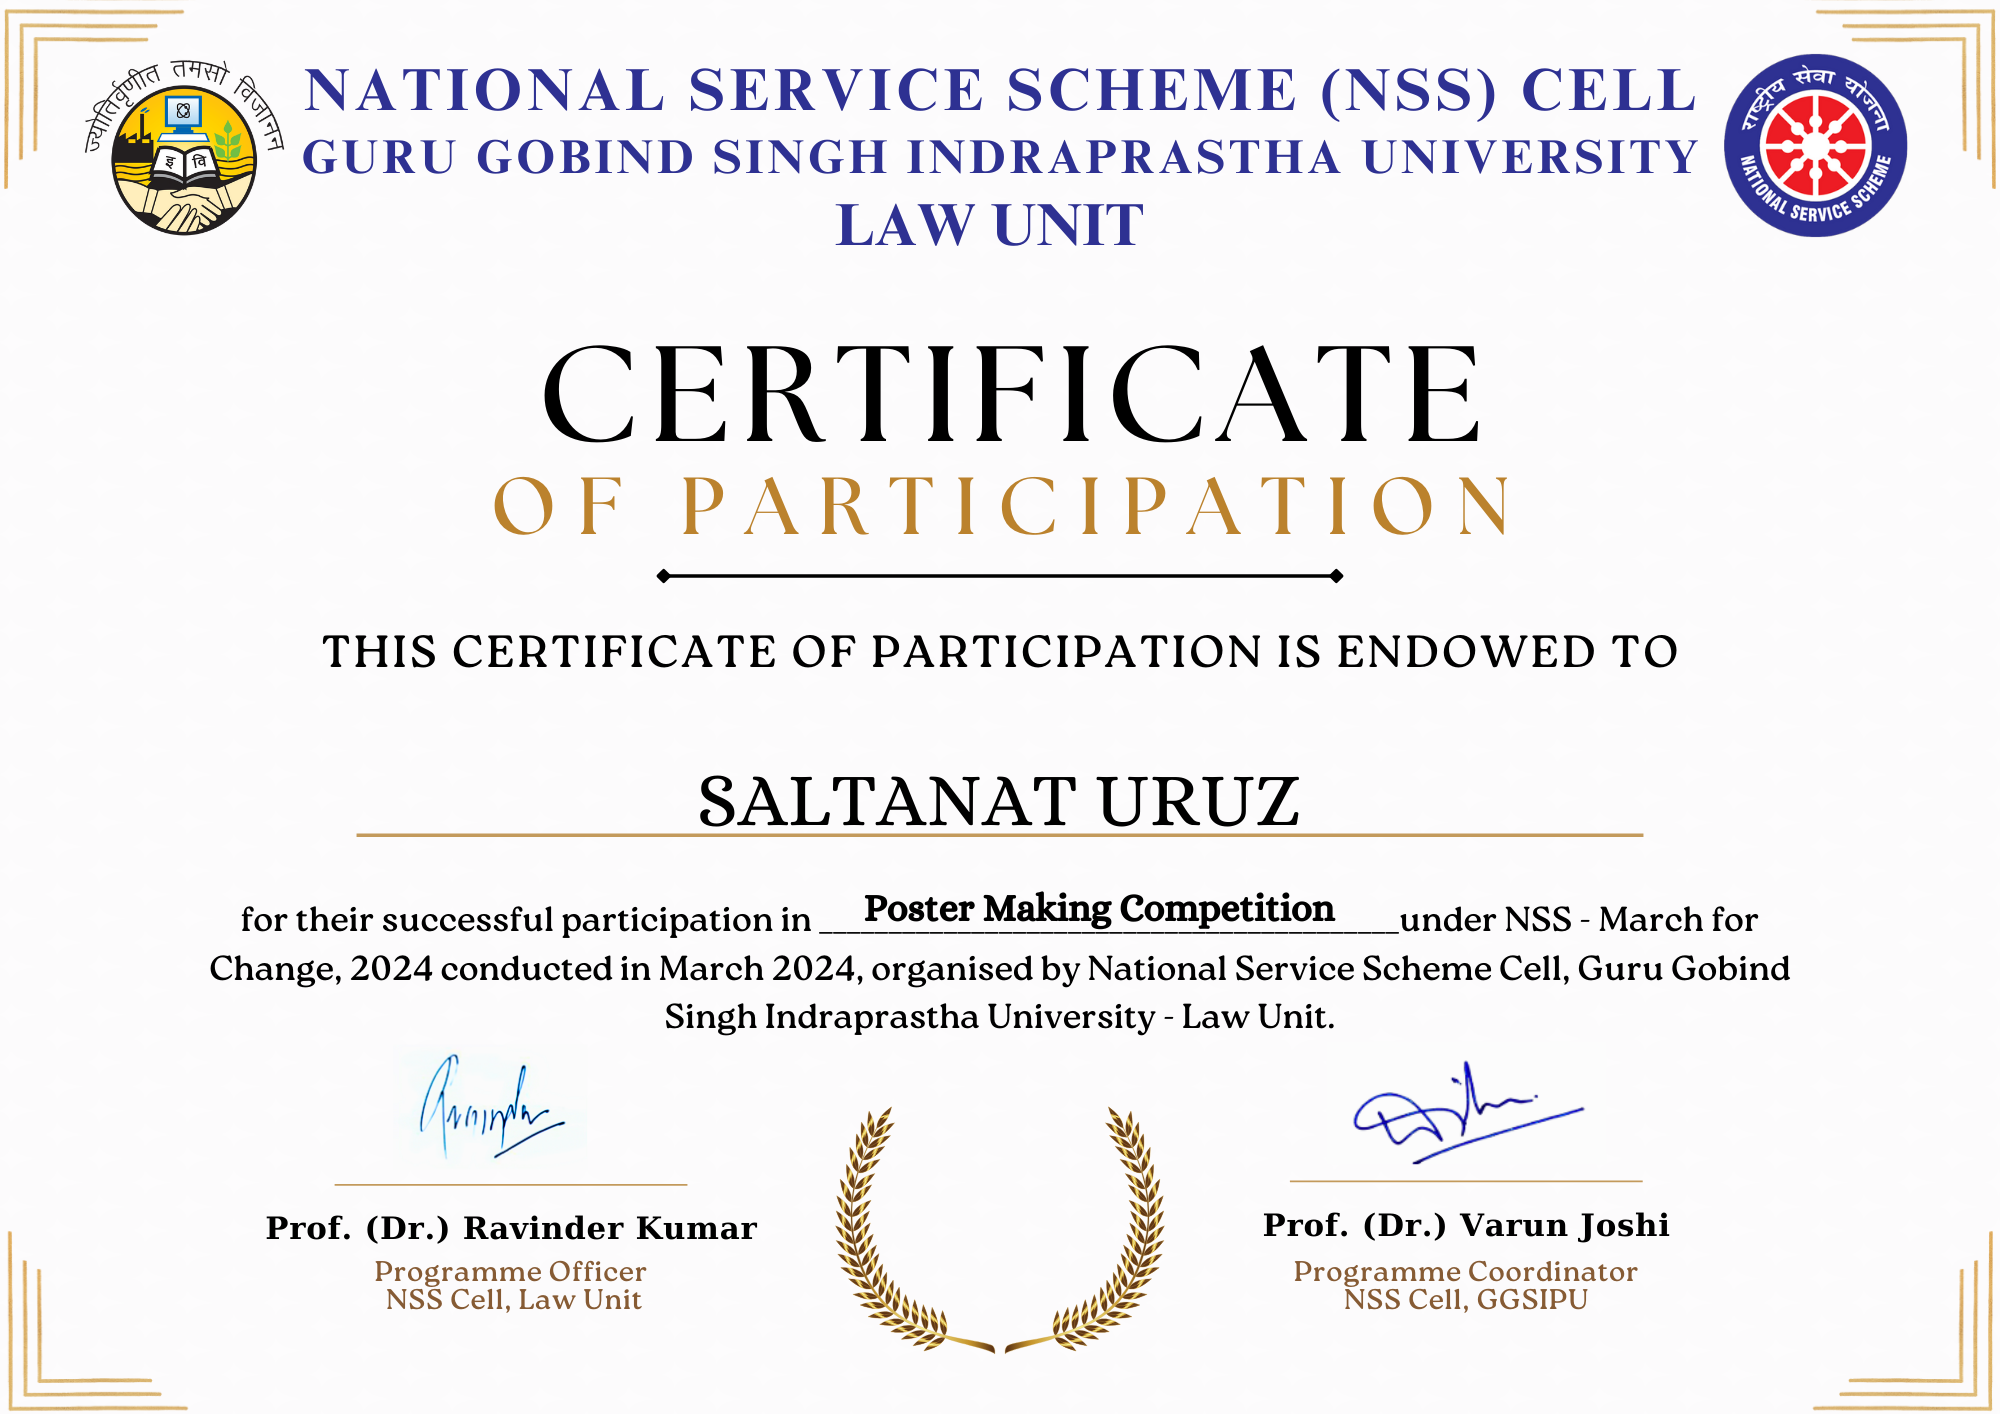 ज्योतिर्वृणीत तमसो विजानन
इ वि
NATIONAL SERVICE SCHEME (NSS) CELL
GURU GOBIND SINGH INDRAPRASTHA UNIVERSITY
LAW UNIT
राष्ट्रीय सेवा योजना
NATIONAL SERVICE SCHEME
CERTIFICATE
OF PARTICIPATION
THIS CERTIFICATE OF PARTICIPATION IS ENDOWED TO
SALTANAT URUZ
for their successful participation in Poster Making Competition under NSS - March for
Change, 2024 conducted in March 2024, organised by National Service Scheme Cell, Guru Gobind
Singh Indraprastha University - Law Unit.
Prof. (Dr.) Ravinder Kumar
Programme Officer
NSS Cell, Law Unit
Prof. (Dr.) Varun Joshi
Programme Coordinator
NSS Cell, GGSIPU